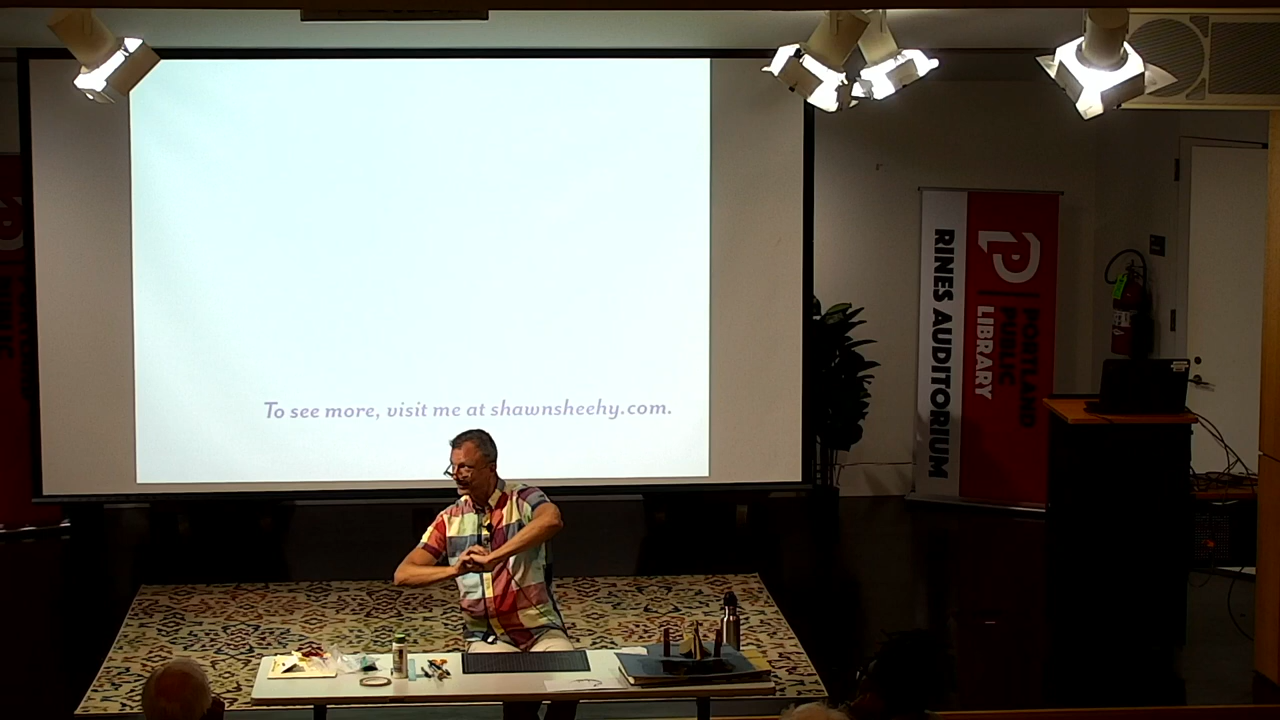 To see more, visit me at shawnsheehy.com.
RINES AUDITORIUM
PORTLAND
PUBLIC
LIBRARY